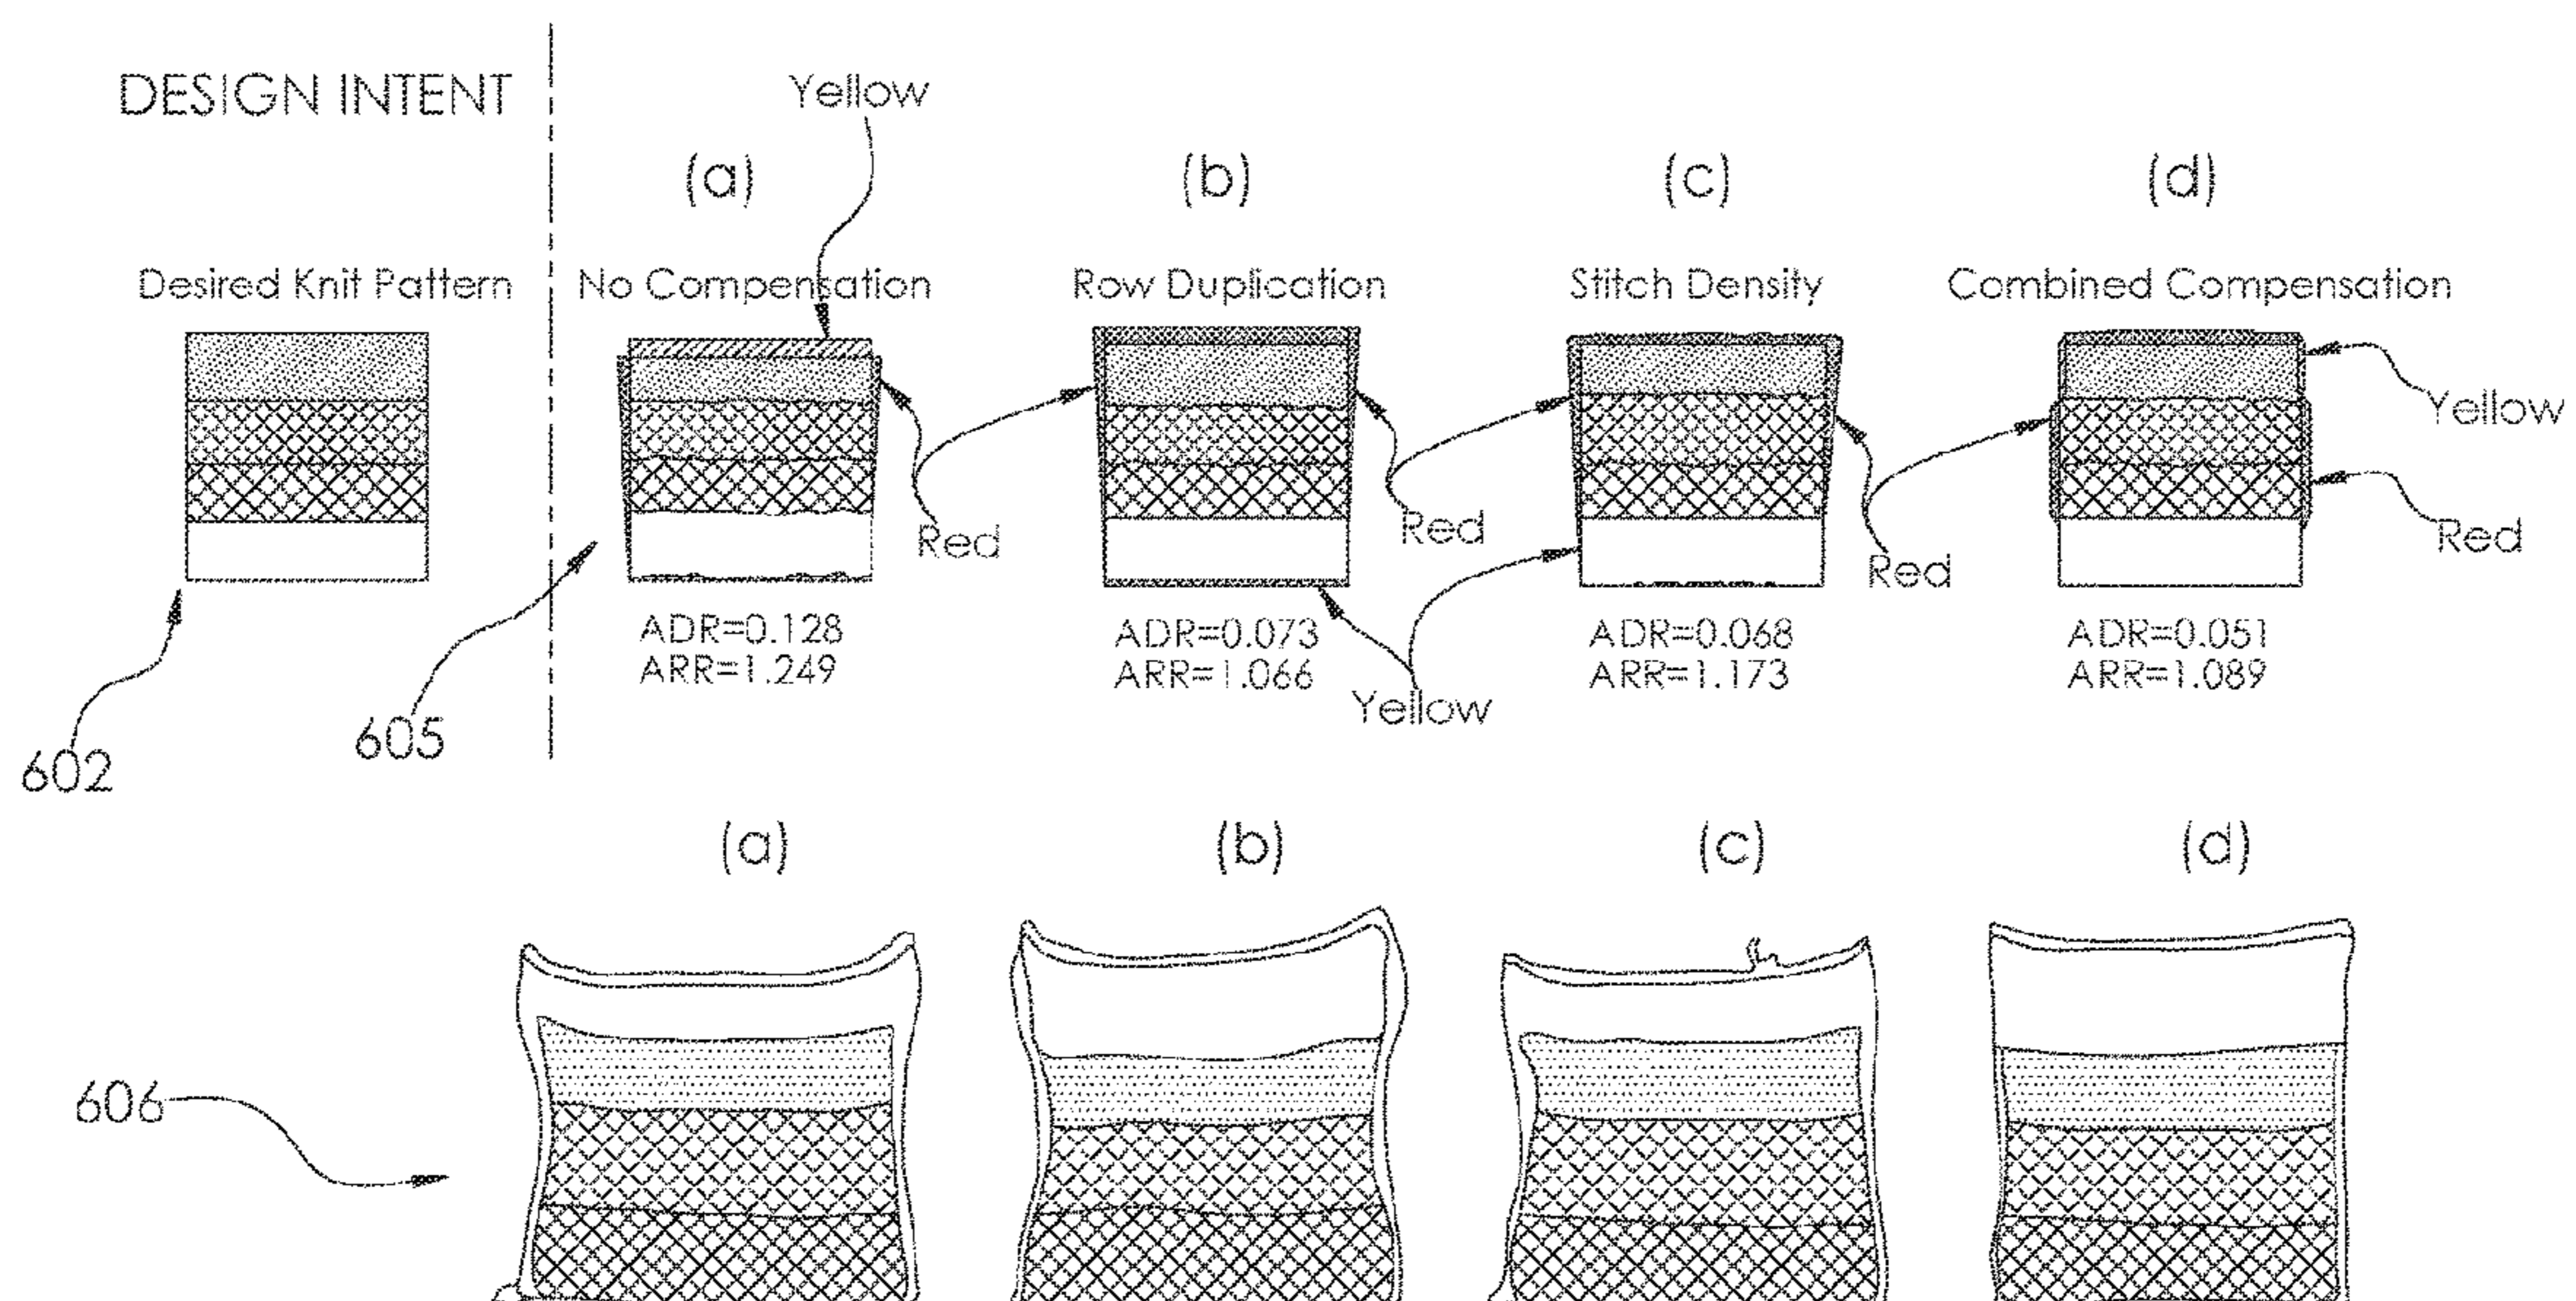 DESIGN INTENT
Yellow
(a) (b) (c) (d)
Desired Knit Pattern No Compensation Row Duplication Stitch Density Combined Compensation
Yellow
Red Red Red Red
ADR=0.128 ADR=0.073 ADR=0.068 ADR=0.051
ARR=1.249 ARR=1.066 ARR=1.173 ARR=1.089
Yellow
605
602
(a) (b) (c) (d)
606